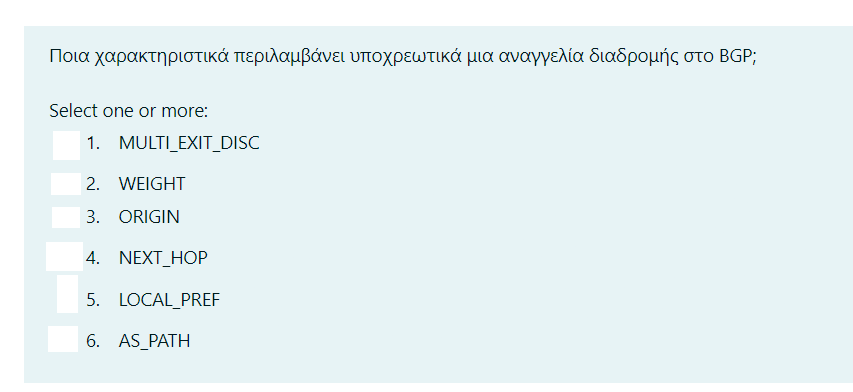 Ποια χαρακτηριστικά περιλαμβάνει υποχρεωτικά μια αναγγελία διαδρομής στο BGP;
Select one or more:
1. MULTI_EXIT_DISC
2. WEIGHT
3. ORIGIN
4. NEXT_HOP
5. LOCAL_PREF
6. AS_PATH